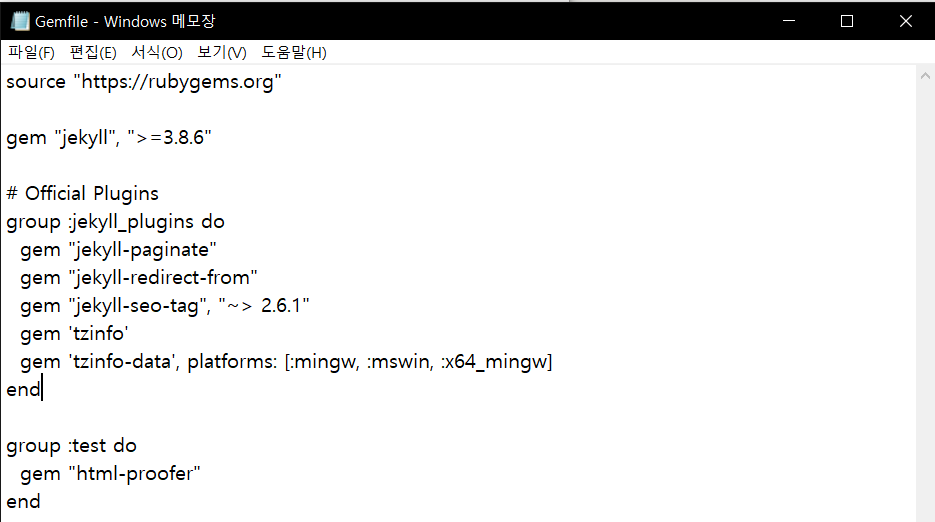 Gemfile - Windows 메모장
파일(F) 편집(E) 서식(O) 보기(V) 도움말(H)
source "https://rubygems.org"
gem "jekyll", ">=3.8.6"
# Official Plugins
group :jekyll_plugins do
gem "jekyll-paginate"
gem "jekyll-redirect-from"
gem "jekyll-seo-tag", "~> 2.6.1"
gem 'tzinfo'
gem 'tzinfo-data', platforms: [:mingw, :mswin, :x64_mingw]
end
group :test do
gem "html-proofer"
end